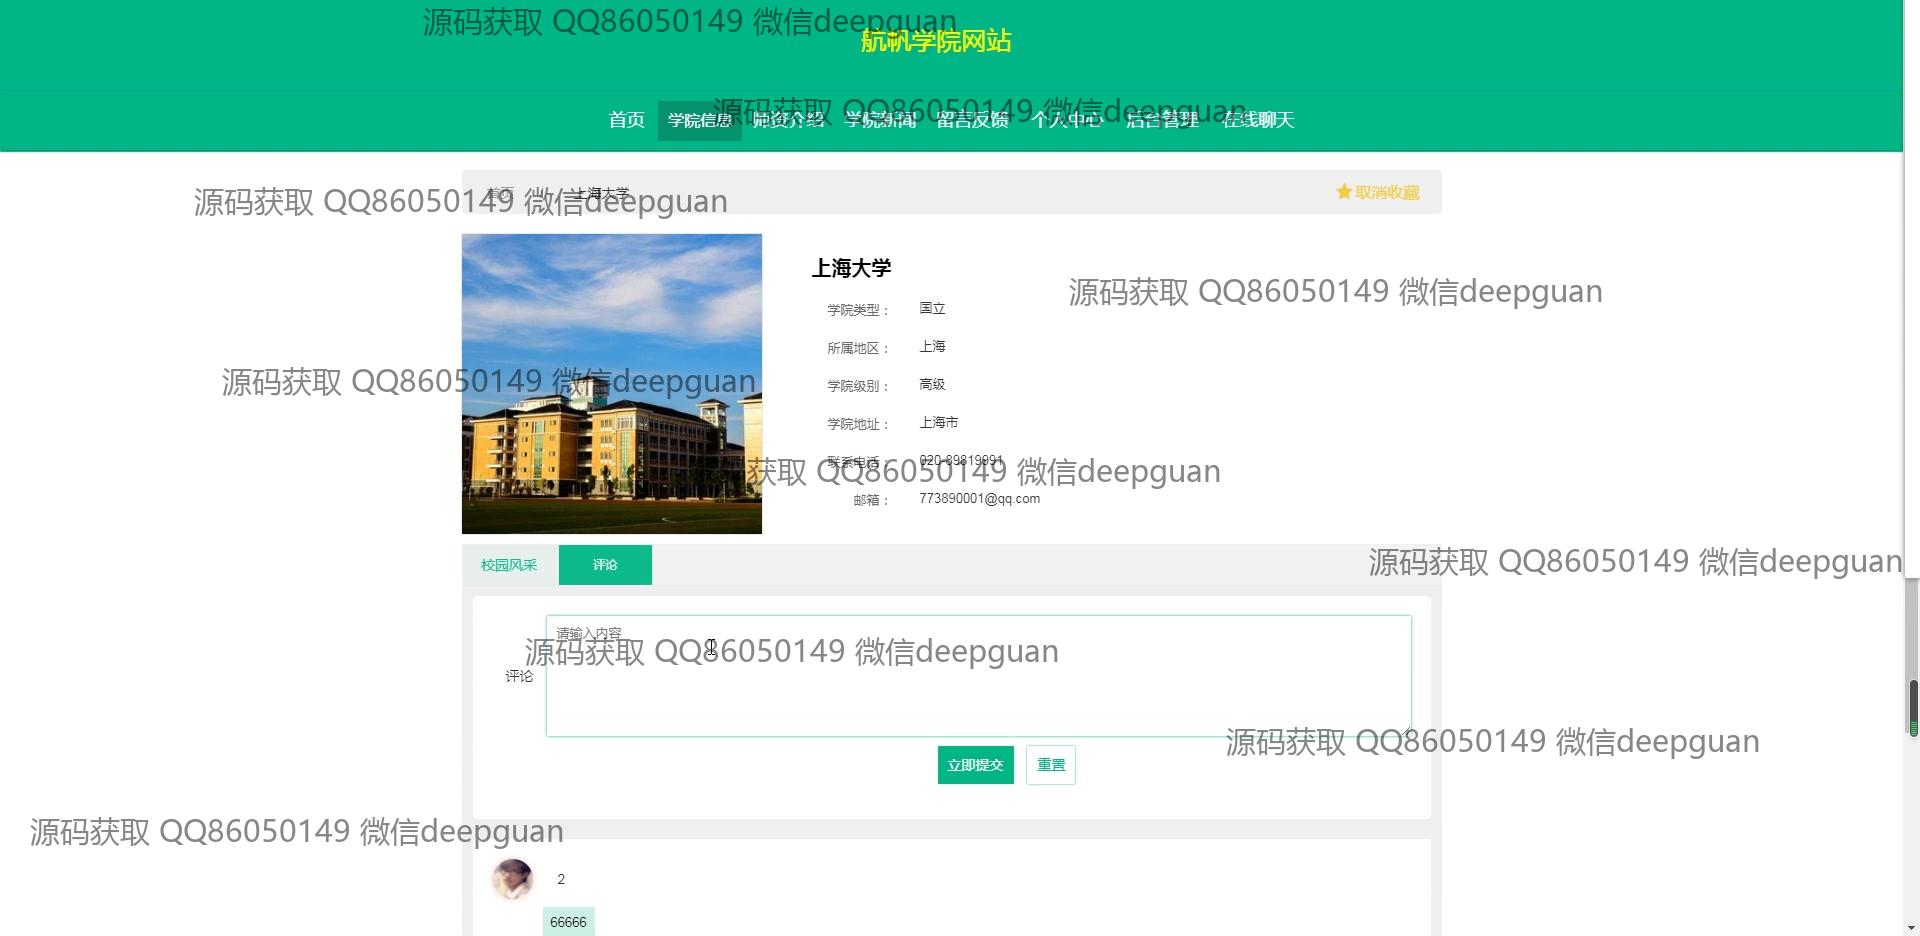 源码获取 QQ86050149 微信deepguan
航帆学院网站
源码获取 QQ86050149 微信deepguan
首页 学院信息 师资介绍 学院新闻 留言反馈 个人中心 后台管理 在线聊天
首页 上海大学 取消收藏
源码获取 QQ86050149 微信deepguan
上海大学
源码获取 QQ86050149 微信deepguan
学院类型： 国立
所属地区： 上海
源码获取 QQ86050149 微信deepguan
学院级别： 高级
学院地址： 上海市
联系电话： 020-89819991
获取 QQ86050149 微信deepguan
邮箱： 773890001@qq.com
校园风采 评论
源码获取 QQ86050149 微信deepguan
请输入内容
源码获取 QQ86050149 微信deepguan
评论
源码获取 QQ86050149 微信deepguan
立即提交 重置
源码获取 QQ86050149 微信deepguan
2
66666